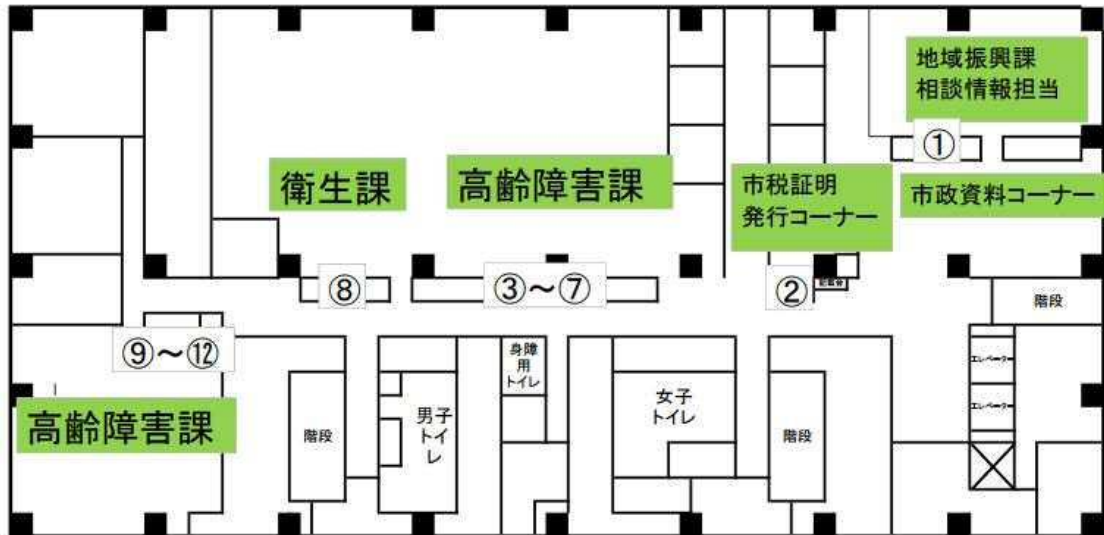 地域振興課
相談情報担当
①
衛生課
高齢障害課
市税証明
発行コーナー
市政資料コーナー
⑧
③～⑦
②
記載台
階段
⑨～⑫
身障
用
トイレ
エレベーター
エレベーター
高齢障害課
階段
男子
トイ
レ
女子
トイレ
階段